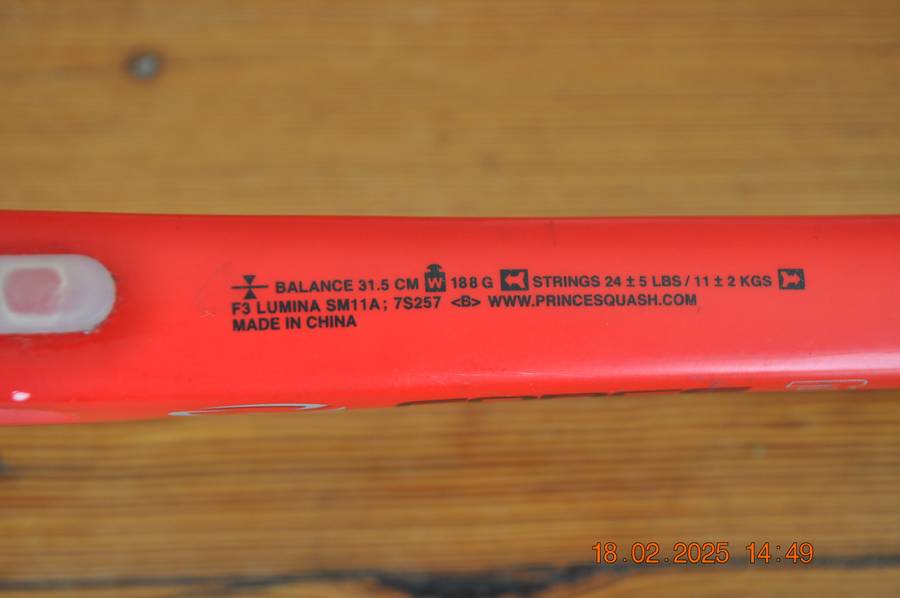 BALANCE 31.5 CM W 188 G STRINGS 24 ± 5 LBS / 11 ± 2 KGS
F3 LUMINA SM11A; 7S257 <B> WWW.PRINCESQUASH.COM
MADE IN CHINA
18.02.2025 14:49